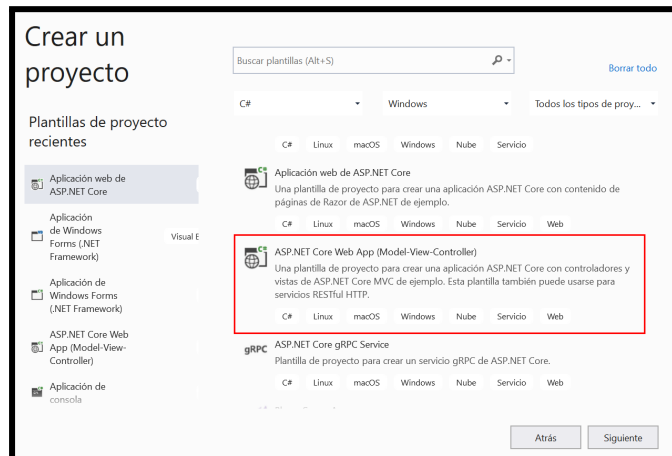 Crear un
proyecto
Plantillas de proyecto
recientes
Aplicación web de
ASP.NET Core
Aplicación
de Windows
Forms (.NET
Framework)
Visual B
Aplicación de
Windows Forms
(.NET Framework)
ASP.NET Core Web
App (Model-View-
Controller)
Aplicación de
consola
Buscar plantillas (Alt+S)
Borrar todo
C# Windows Todos los tipos de proy...
C# Linux macOS Windows Nube Servicio
Aplicación web de ASP.NET Core
Una plantilla de proyecto para crear una aplicación ASP.NET Core con contenido de
páginas de Razor de ASP.NET de ejemplo.
C# Linux macOS Windows Nube Servicio Web
ASP.NET Core Web App (Model-View-Controller)
Una plantilla de proyecto para crear una aplicación ASP.NET Core con controladores y
vistas de ASP.NET Core MVC de ejemplo. Esta plantilla también puede usarse para
servicios RESTful HTTP.
C# Linux macOS Windows Nube Servicio Web
gRPC ASP.NET Core gRPC Service
Plantilla de proyecto para crear un servicio gRPC de ASP.NET Core.
C# Linux macOS Windows Nube Servicio Web
Atrás Siguiente